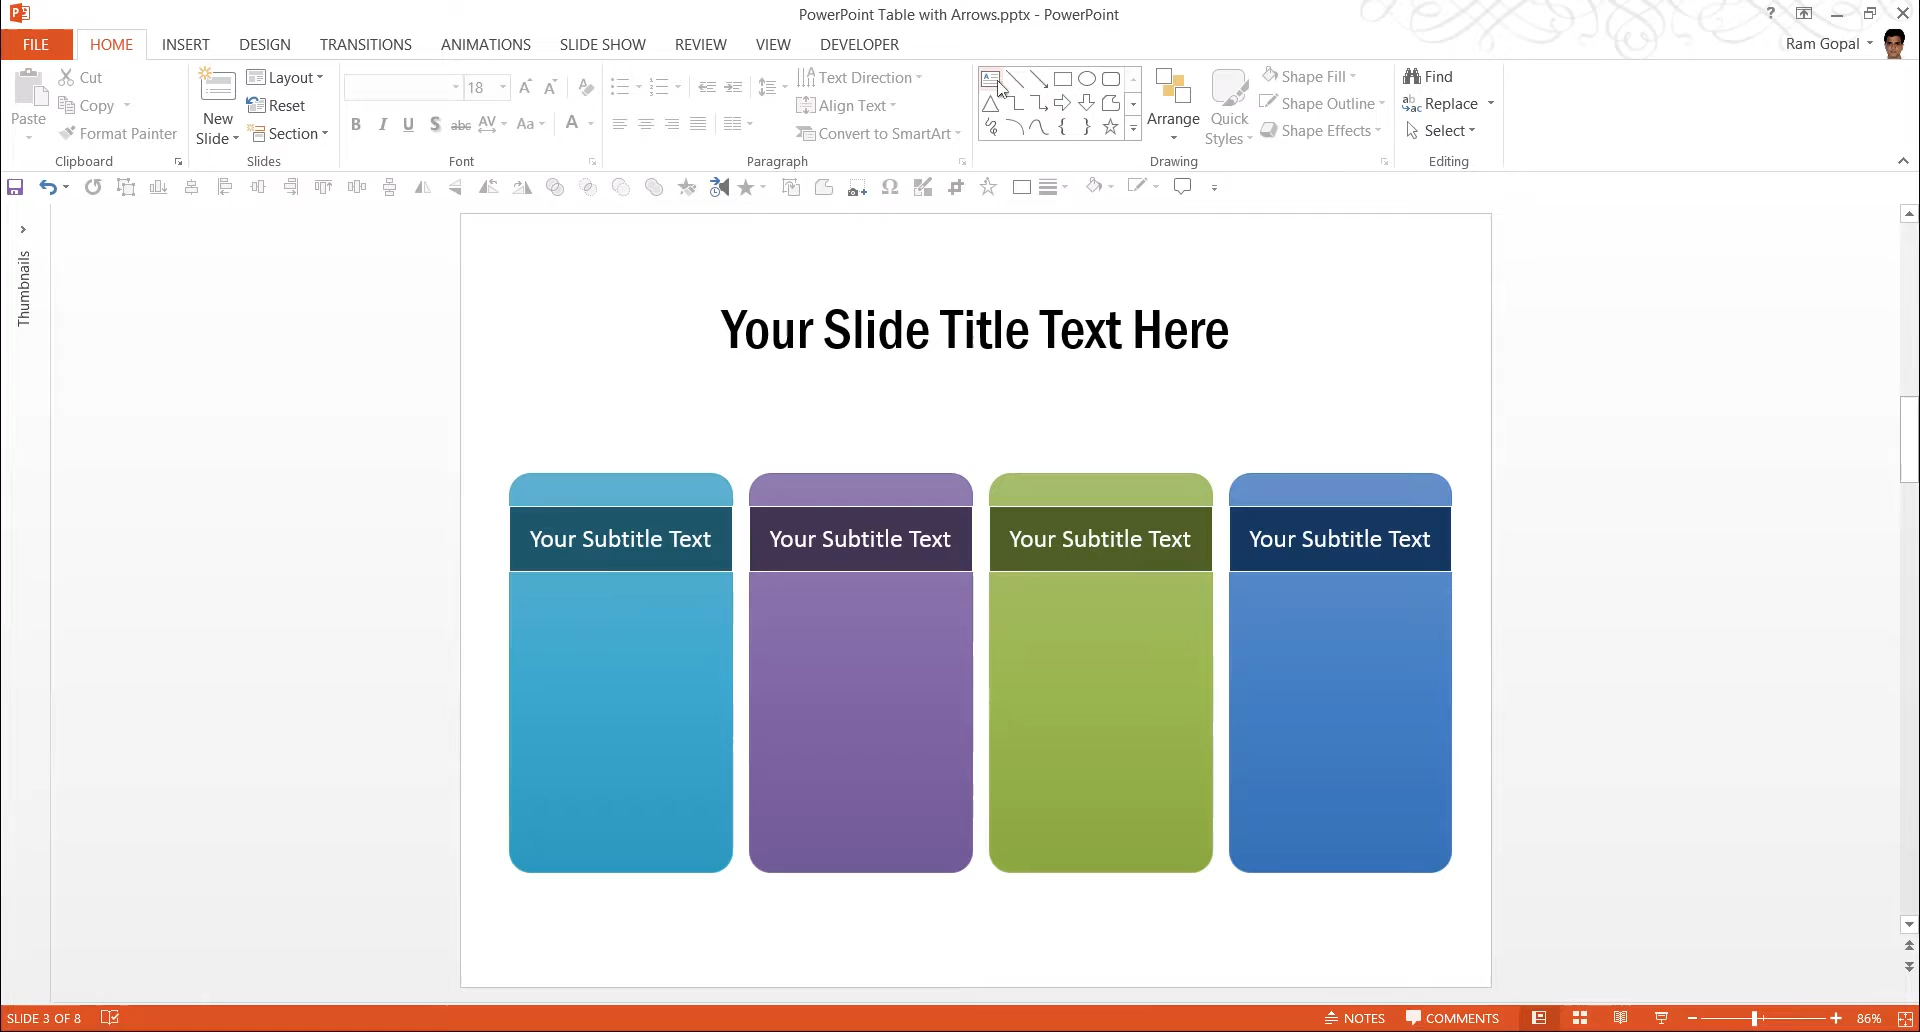 PowerPoint Table with Arrows.pptx - PowerPoint
FILE HOME INSERT DESIGN TRANSITIONS ANIMATIONS SLIDE SHOW REVIEW VIEW DEVELOPER Ram Gopal
Paste
Cut
Copy
Format Painter
Clipboard
New Slide
Layout
Reset
Section
Slides
18
B I U S abc AV Aa A
Font
Text Direction
Align Text
Convert to SmartArt
Paragraph
Arrange
Quick Styles
Shape Fill
Shape Outline
Shape Effects
Drawing
Find
Replace
Select
Editing
Thumbnails
Your Slide Title Text Here
Your Subtitle Text
Your Subtitle Text
Your Subtitle Text
Your Subtitle Text
SLIDE 3 OF 8
NOTES
COMMENTS
86%